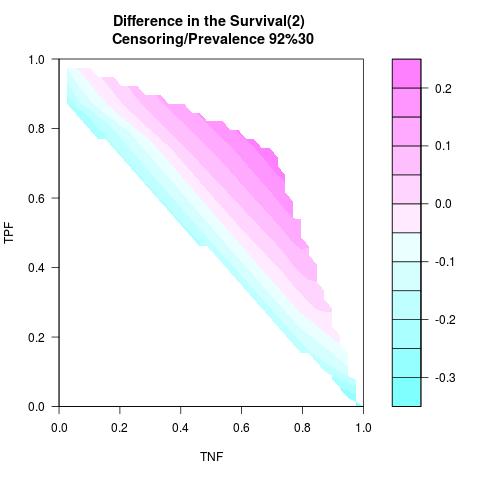 Difference in the Survival(2)
Censoring/Prevalence 92%30
1.0
0.8
0.6
0.4
0.2
0.0
TPF
0.0 0.2 0.4 0.6 0.8 1.0
TNF
0.2
0.1
0.0
-0.1
-0.2
-0.3